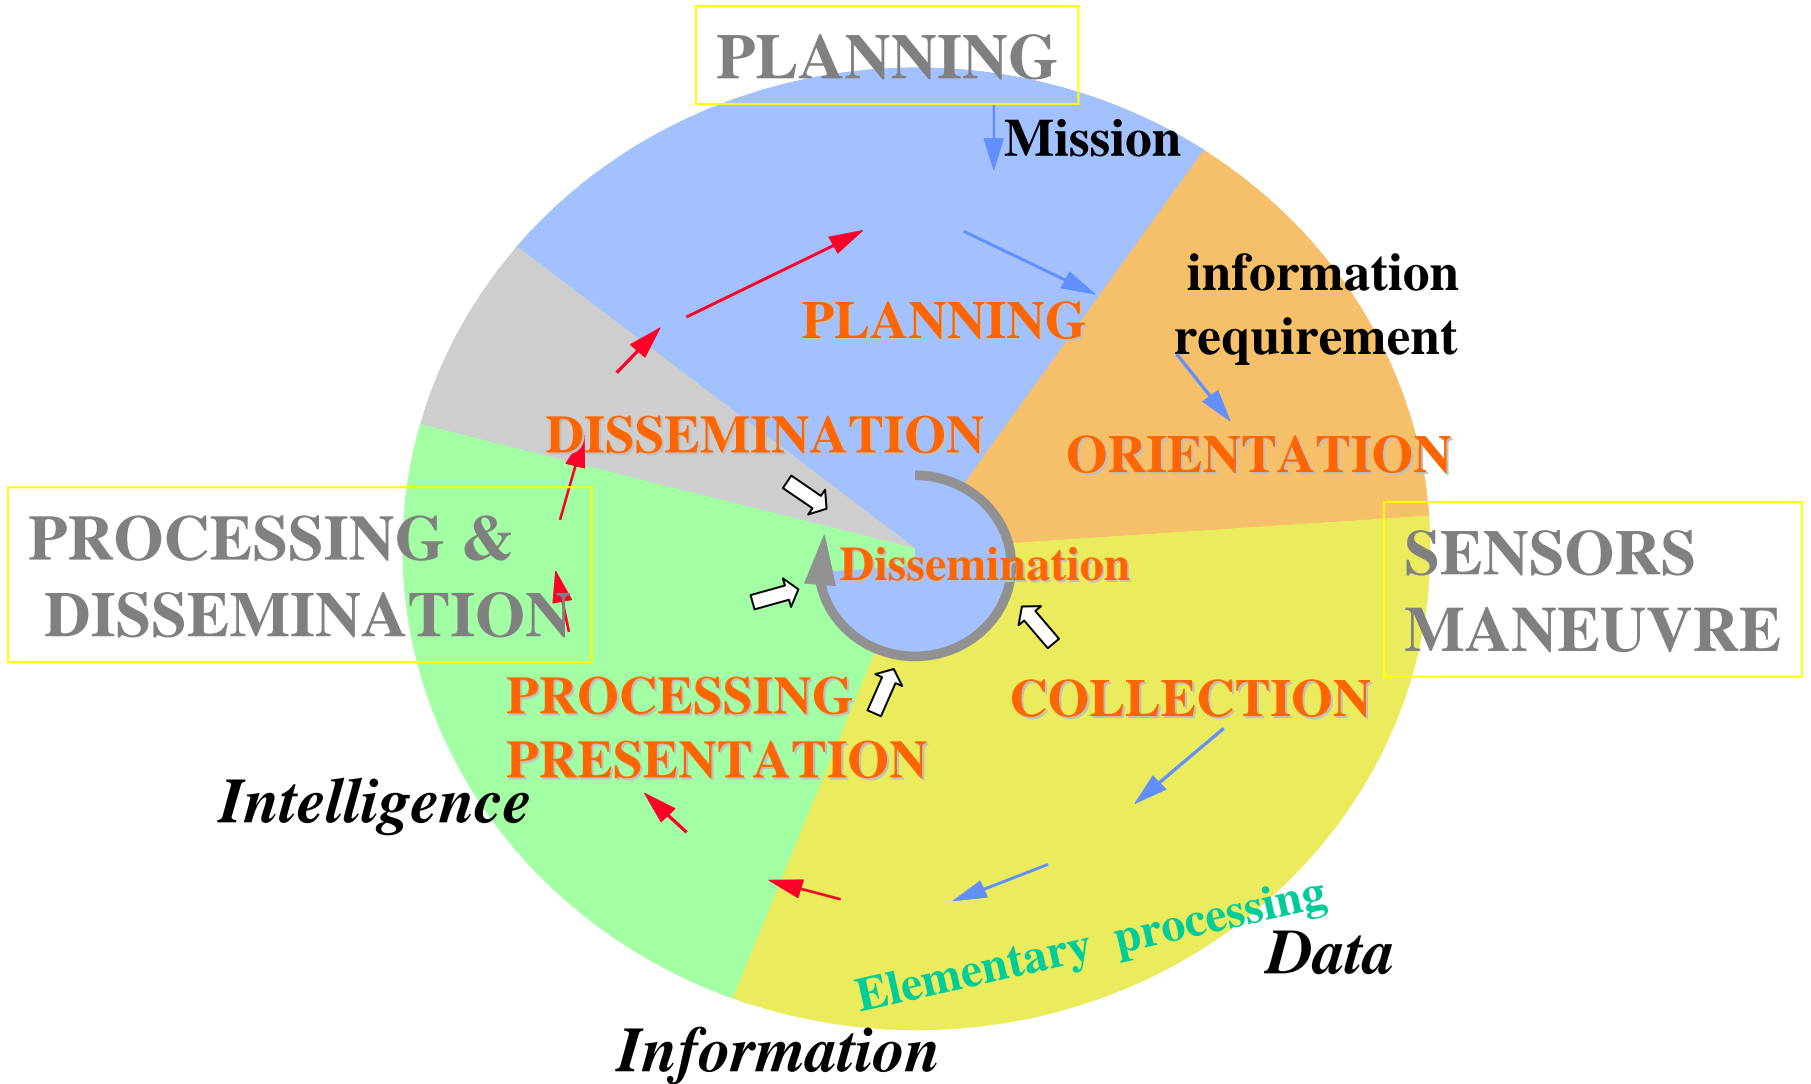 PLANNING
Mission
information
requirement
PLANNING
DISSEMINATION
ORIENTATION
PROCESSING &
DISSEMINATION
Dissemination
SENSORS
MANEUVRE
PROCESSING
PRESENTATION
COLLECTION
Intelligence
Elementary processing
Data
Information